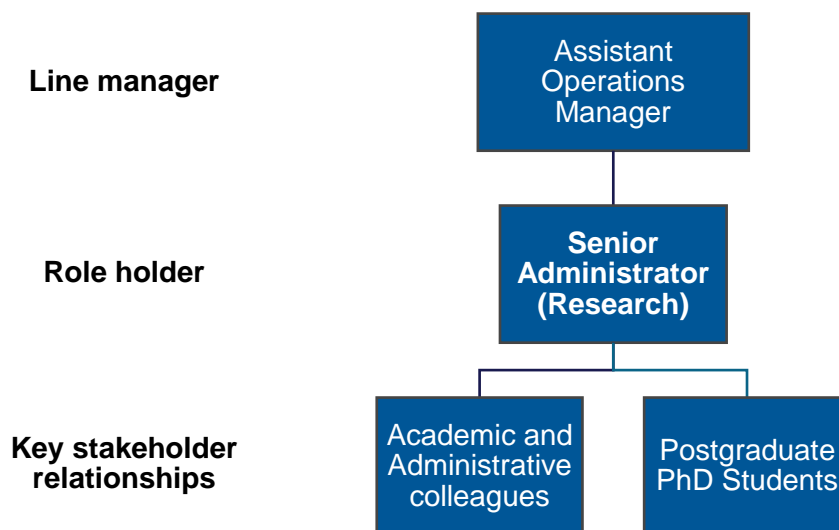 Line manager
Assistant
Operations
Manager
Role holder
Senior
Administrator
(Research)
Key stakeholder
relationships
Academic and
Administrative
colleagues
Postgraduate
PhD Students